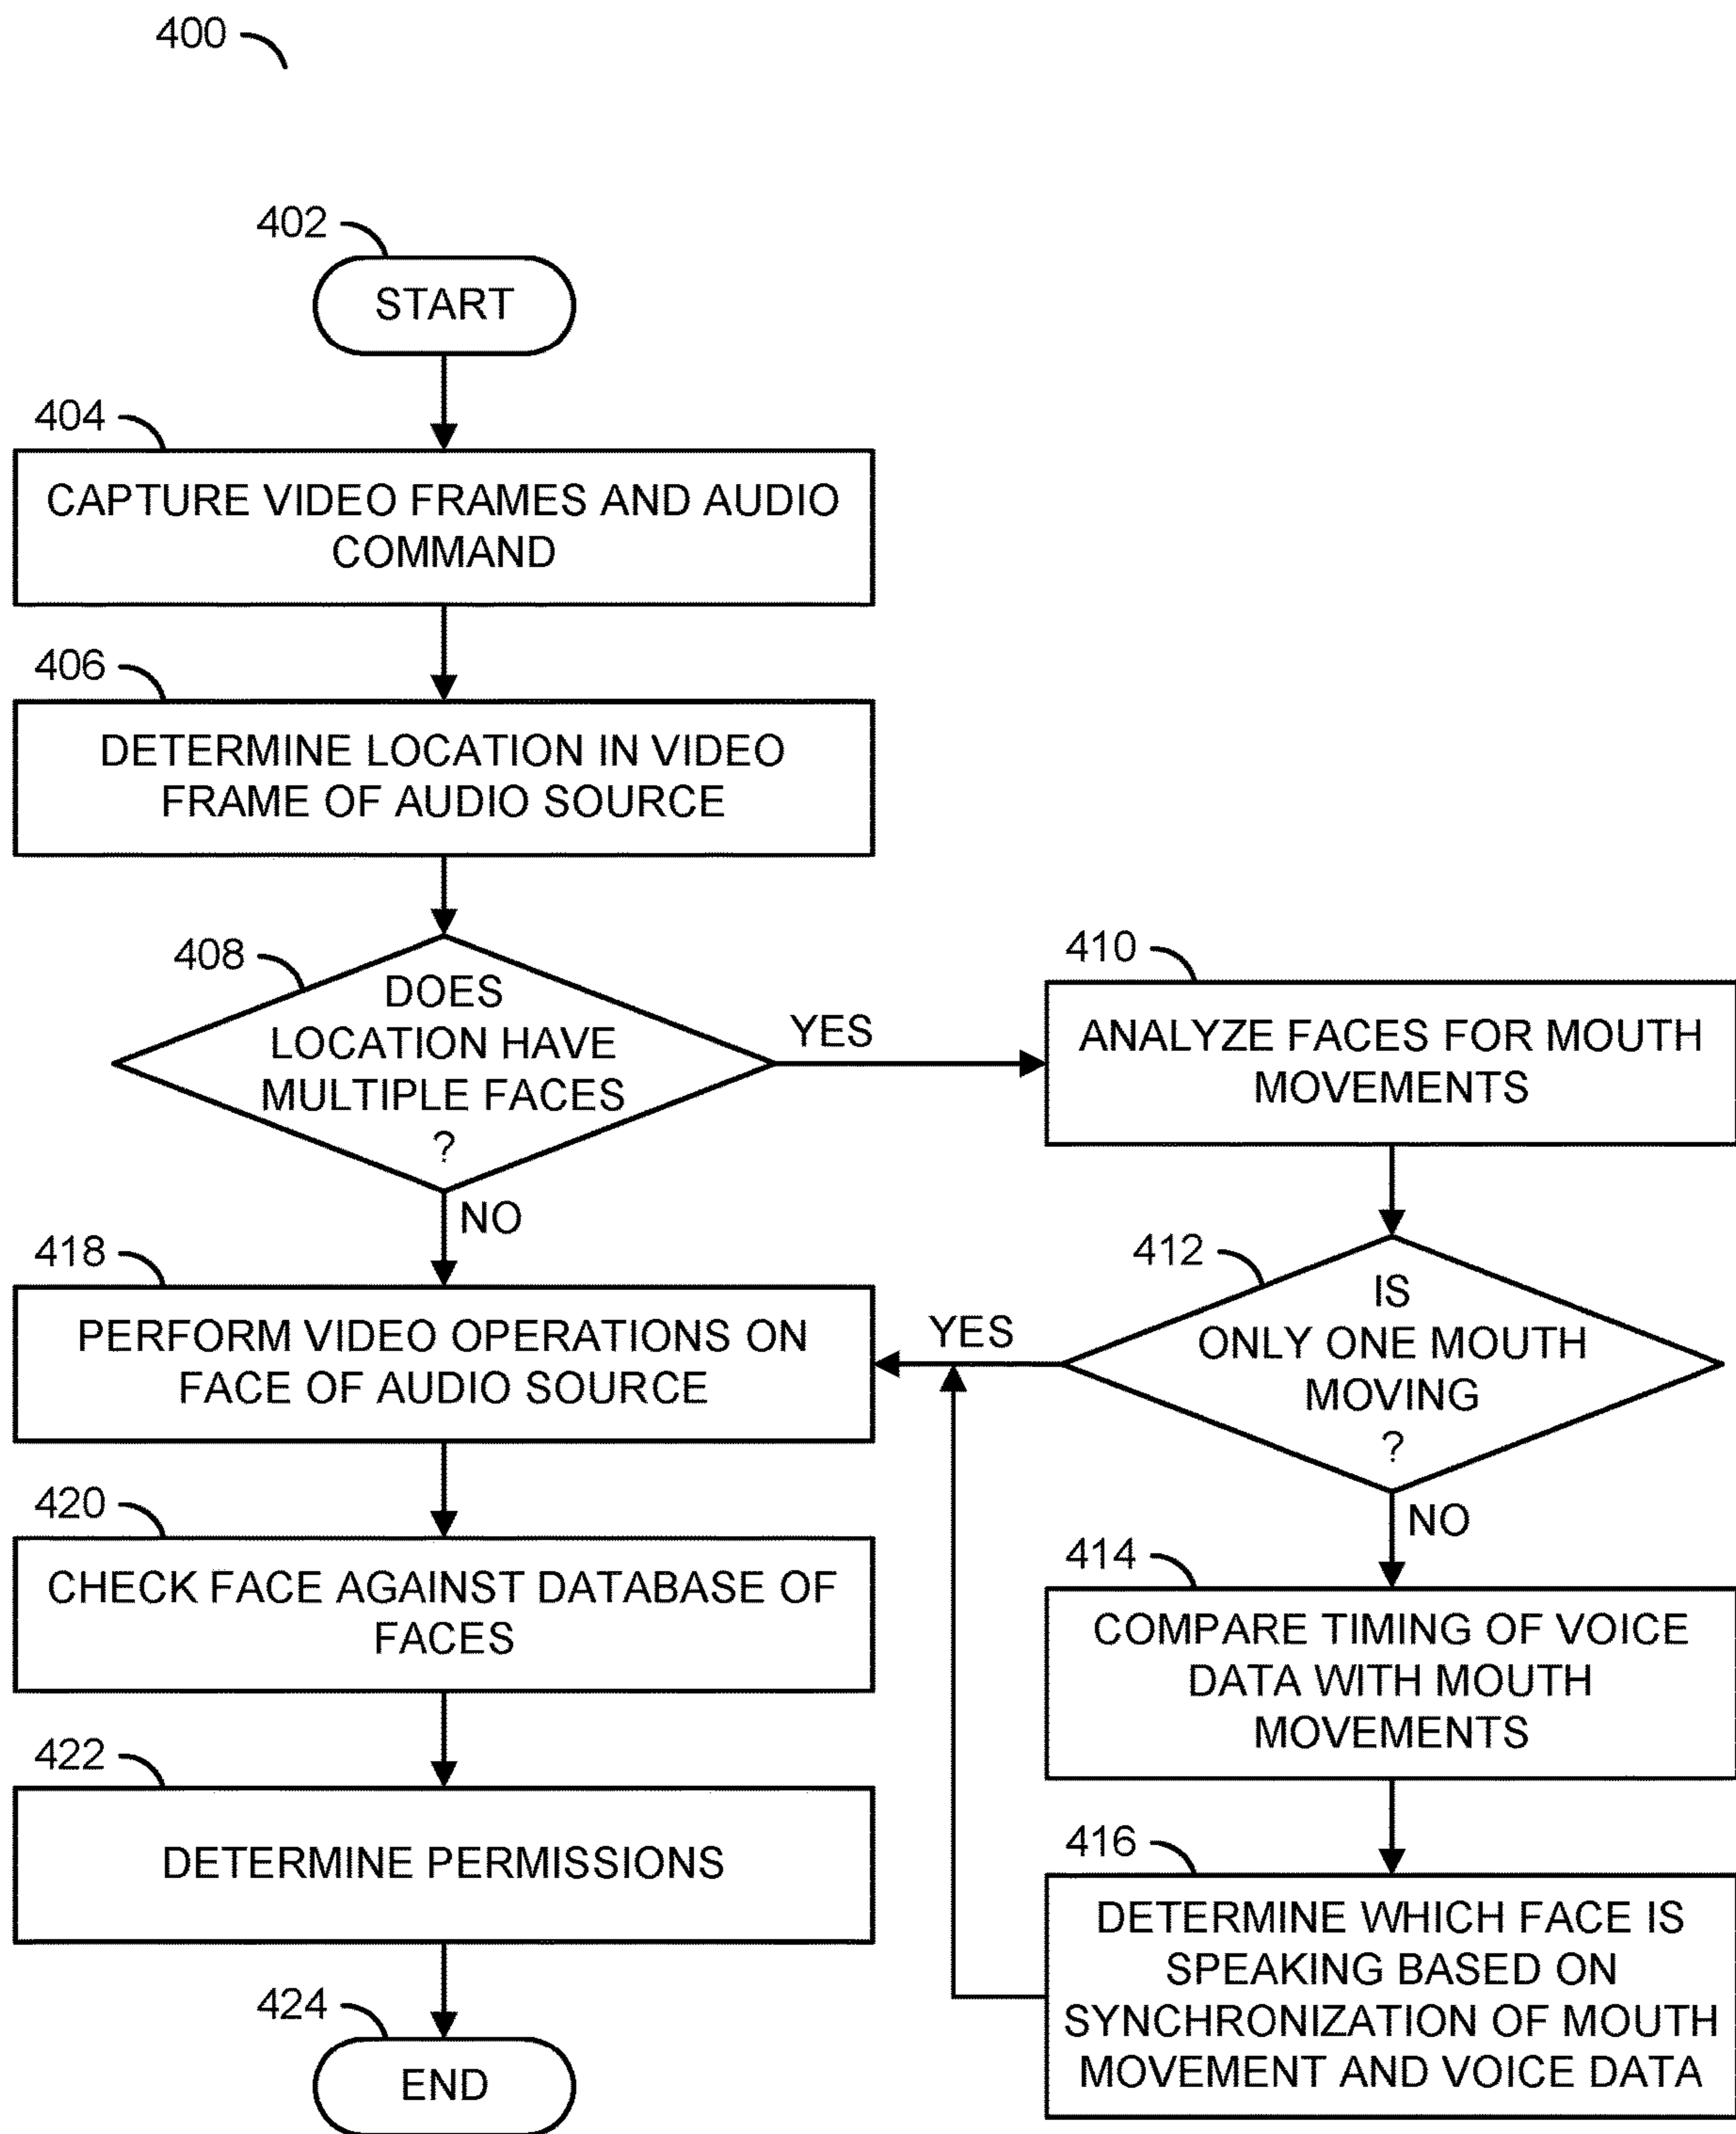 400
402
START
404
CAPTURE VIDEO FRAMES AND AUDIO
COMMAND
406
DETERMINE LOCATION IN VIDEO
FRAME OF AUDIO SOURCE
408
DOES
LOCATION HAVE
MULTIPLE FACES
?
YES
NO
410
ANALYZE FACES FOR MOUTH
MOVEMENTS
412
IS
ONLY ONE MOUTH
MOVING
?
YES
NO
414
COMPARE TIMING OF VOICE
DATA WITH MOUTH
MOVEMENTS
416
DETERMINE WHICH FACE IS
SPEAKING BASED ON
SYNCHRONIZATION OF MOUTH
MOVEMENT AND VOICE DATA
418
PERFORM VIDEO OPERATIONS ON
FACE OF AUDIO SOURCE
420
CHECK FACE AGAINST DATABASE OF
FACES
422
DETERMINE PERMISSIONS
424
END